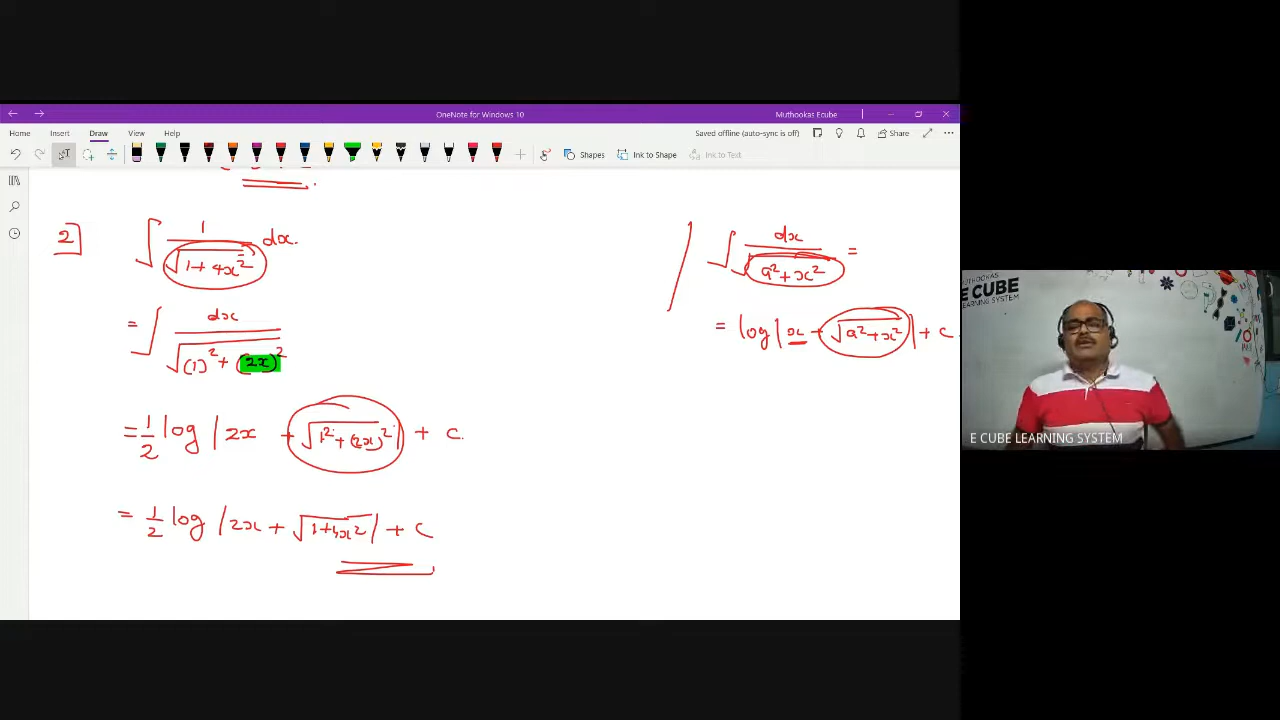 OneNote for Windows 10
Muthookas Ecube
Home Insert Draw View Help
Saved offline (auto-sync is off)
Share
Shapes
Ink to Shape
Ink to Text
2] ∫ 1/√(1+4x²) dx.
= ∫ dx/√((1)²+(2x)²)
= 1/2 log |2x + √(1²+(2x)²)| + c.
= 1/2 log |2x + √(1+4x²)| + c
∫ dx/√(a²+x²) =
= log |x + √(a²+x²)| + c
MUTHOOKAS
E CUBE
LEARNING SYSTEM
E CUBE LEARNING SYSTEM